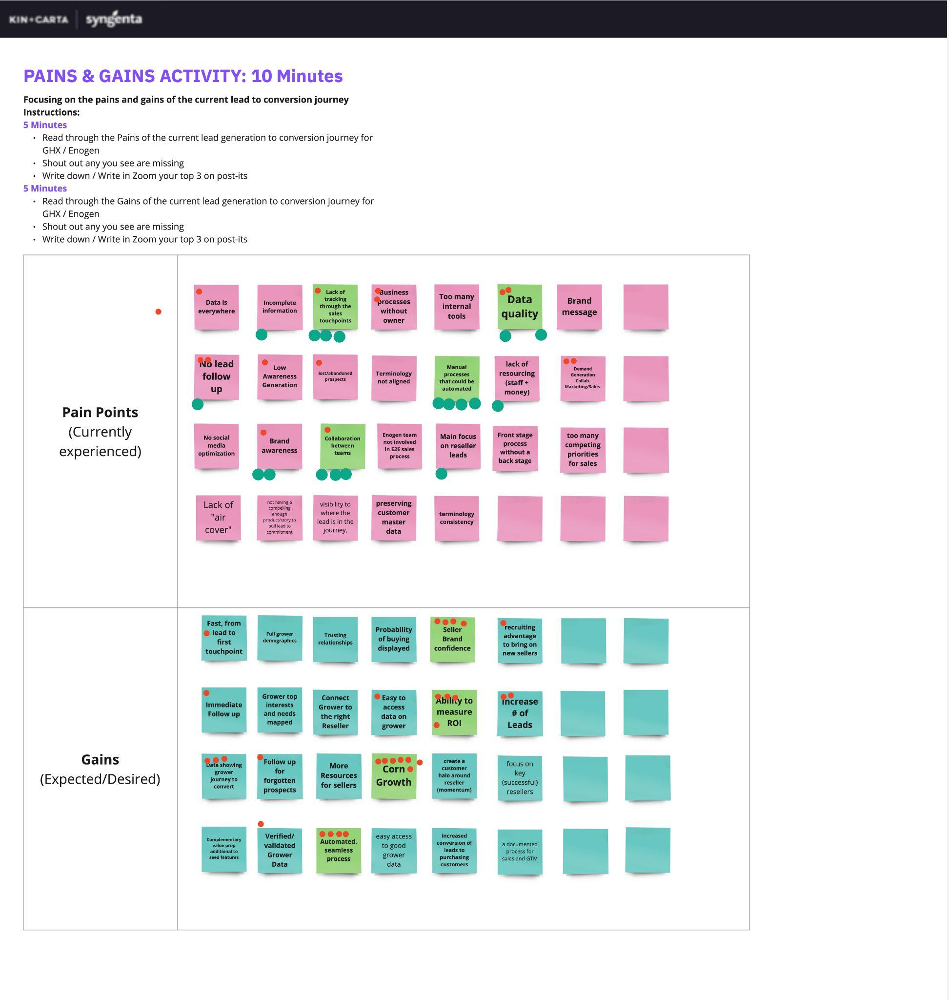 KIN+CARTA | syngenta
PAINS & GAINS ACTIVITY: 10 Minutes
Focusing on the pains and gains of the current lead to conversion journey
Instructions:
5 Minutes
• Read through the Pains of the current lead generation to conversion journey for
GHX / Enogen
• Shout out any you see are missing
• Write down / Write in Zoom your top 3 on post-its
5 Minutes
• Read through the Gains of the current lead generation to conversion journey for
GHX / Enogen
• Shout out any you see are missing
• Write down / Write in Zoom your top 3 on post-its
Pain Points
(Currently
experienced)
Data is
everywhere
Incomplete
information
Lack of
tracking
through the
sales
touchpoints
Business
processes
without
owner
Too many
internal
tools
Data
quality
Brand
message
No lead
follow
up
Low
Awareness
Generation
lost/abandoned
prospects
Terminology
not aligned
Manual
processes
that could be
automated
lack of
resourcing
(staff +
money)
Demand
Generation
Collab.
Marketing/Sales
No social
media
optimization
Brand
awareness
Collaboration
between
teams
Enogen team
not involved
in E2E sales
process
Main focus
on reseller
leads
Front stage
process
without a
back stage
too many
competing
priorities
for sales
Lack of
"air
cover"
not having a
compelling
enough
product/story to
pull lead to
commitment
visibility to
where the
lead is in the
journey,
preserving
customer
master
data
terminology
consistency
Gains
(Expected/Desired)
Fast, from
lead to
first
touchpoint
Full grower
demographics
Trusting
relationships
Probability
of buying
displayed
Seller
Brand
confidence
recruiting
advantage
to bring on
new sellers
Immediate
Follow up
Grower top
interests
and needs
mapped
Connect
Grower to
the right
Reseller
Easy to
access
data on
grower
Ability to
measure
ROI
Increase
# of
Leads
Data showing
grower
journey to
convert
Follow up
for
forgotten
prospects
More
Resources
for sellers
Corn
Growth
create a
customer
halo around
reseller
(momentum)
focus on
key
(successful)
resellers
Complementary
value prop
additional to
seed features
Verified/
validated
Grower
Data
Automated.
seamless
process
easy access
to good
grower
data
increased
conversion of
leads to
purchasing
customers
a documented
process for
sales and GTM